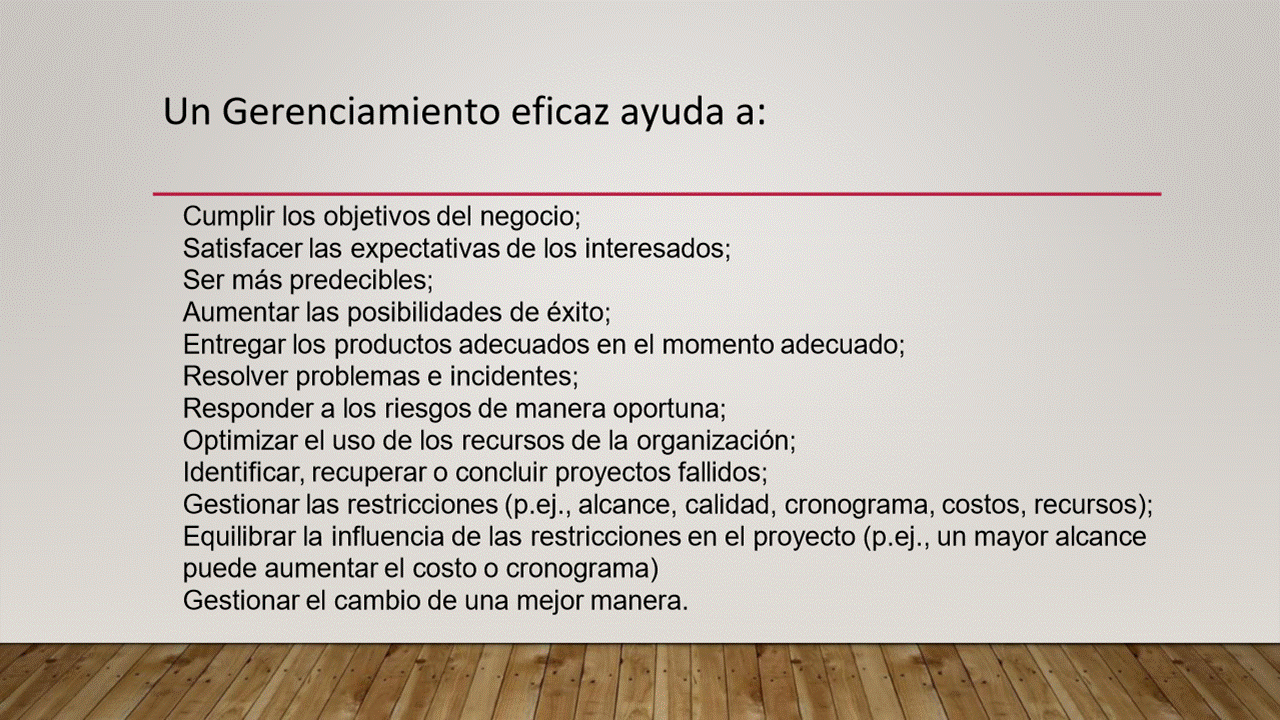 Un Gerenciamiento eficaz ayuda a:
Cumplir los objetivos del negocio;
Satisfacer las expectativas de los interesados;
Ser más predecibles;
Aumentar las posibilidades de éxito;
Entregar los productos adecuados en el momento adecuado;
Resolver problemas e incidentes;
Responder a los riesgos de manera oportuna;
Optimizar el uso de los recursos de la organización;
Identificar, recuperar o concluir proyectos fallidos;
Gestionar las restricciones (p.ej., alcance, calidad, cronograma, costos, recursos);
Equilibrar la influencia de las restricciones en el proyecto (p.ej., un mayor alcance
puede aumentar el costo o cronograma)
Gestionar el cambio de una mejor manera.